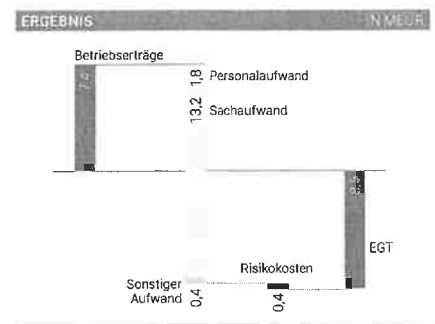 ERGEBNIS IN MEUR
Betriebserträge
1,8 Personalaufwand
13,2 Sachaufwand
EGT
Risikokosten
Sonstiger
Aufwand 0,4
0,4